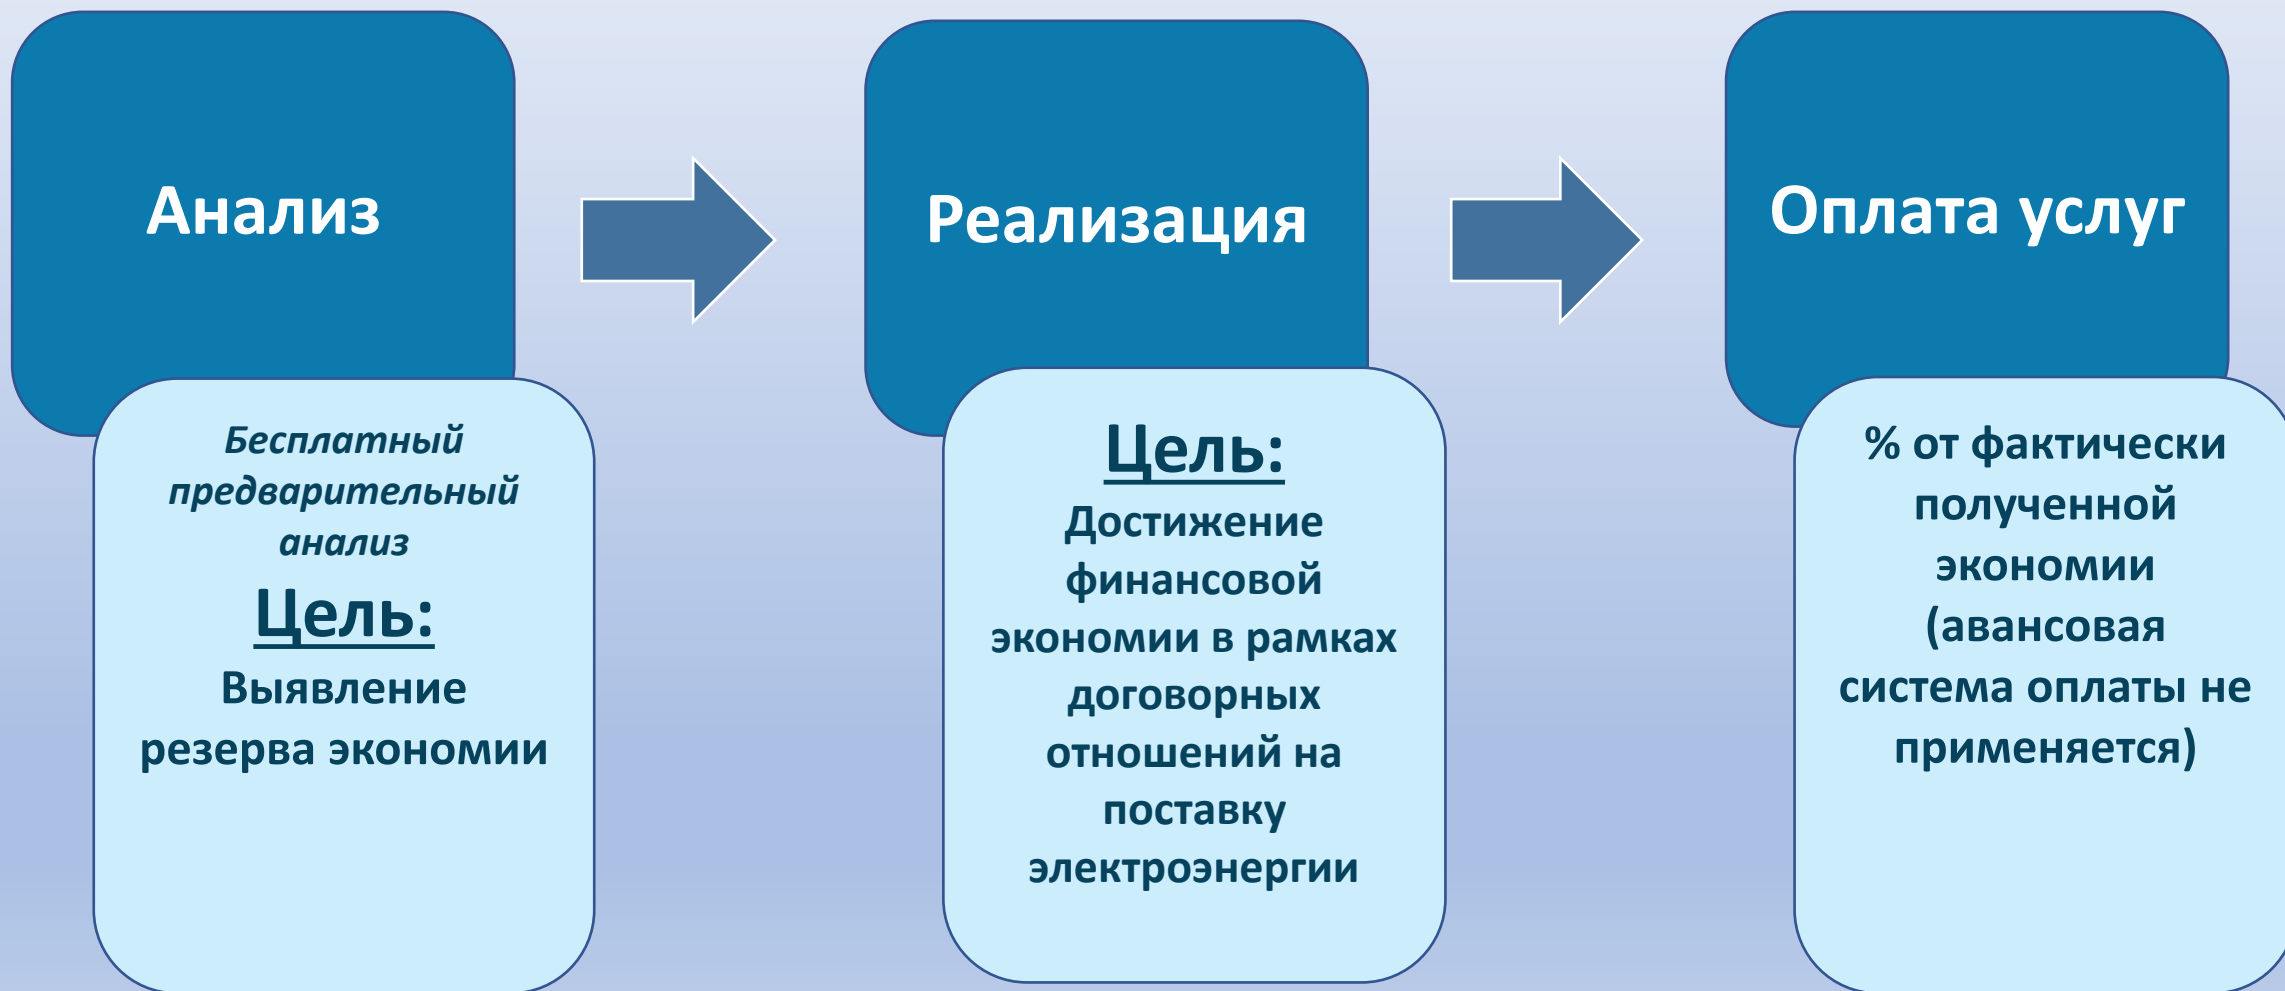 Анализ
Бесплатный
предварительный
анализ
Цель:
Выявление
резерва экономии
Реализация
Цель:
Достижение
финансовой
экономии в рамках
договорных
отношений на
поставку
электроэнергии
Оплата услуг
% от фактически
полученной
экономии
(авансовая
система оплаты не
применяется)